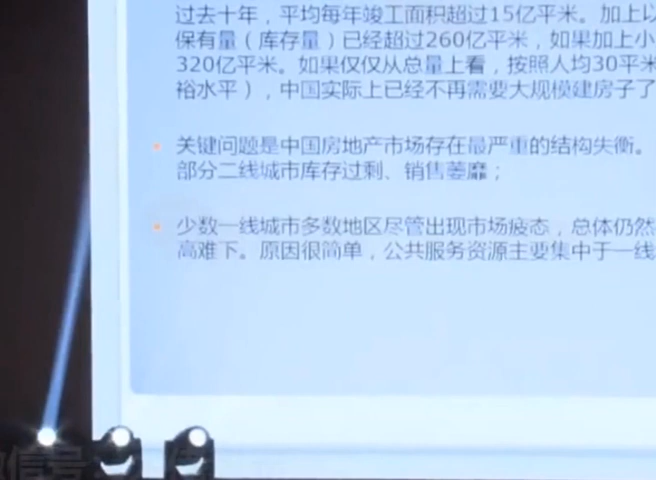 过去十年，平均每年竣工面积超过15亿平米。加上以
保有量（库存量）已经超过260亿平米，如果加上小
320亿平米。如果仅仅从总量上看，按照人均30平米
裕水平），中国实际上已经不再需要大规模建房子了
关键问题是中国房地产市场存在最严重的结构失衡。
部分二线城市库存过剩、销售萎靡；
少数一线城市多数地区尽管出现市场疲态，总体仍然
高难下。原因很简单，公共服务资源主要集中于一线
信号